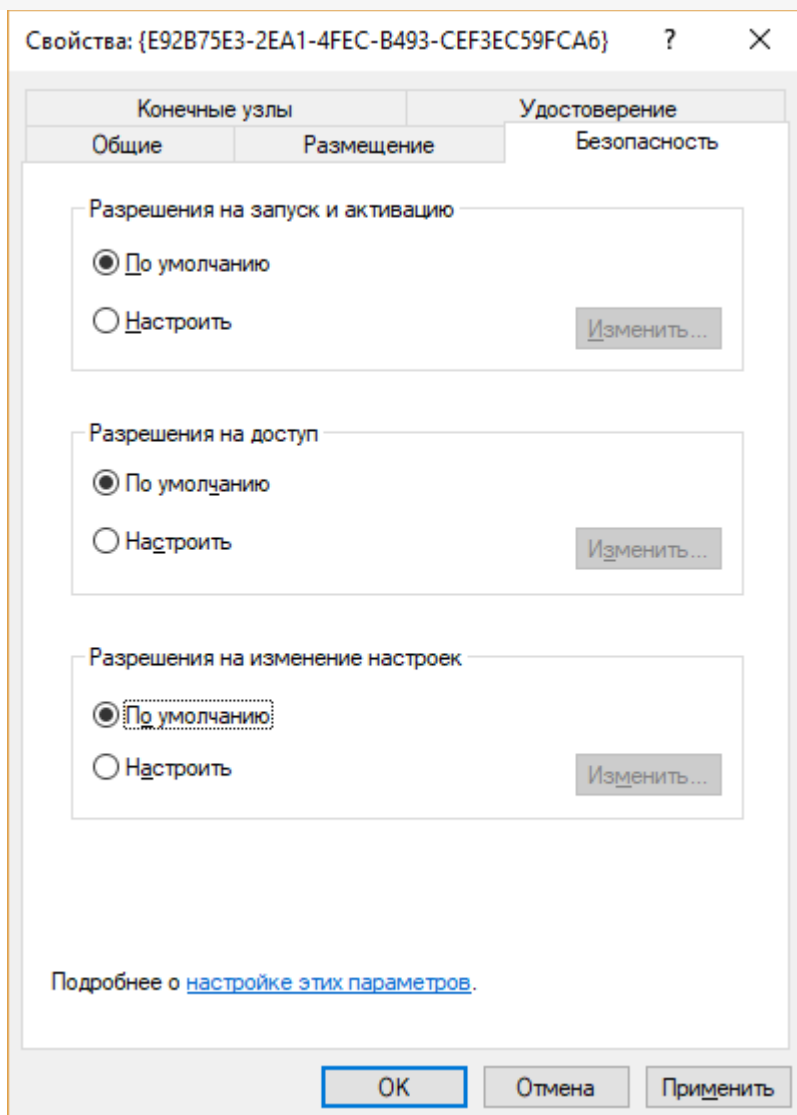 Свойства: {E92B75E3-2EA1-4FEC-B493-CEF3EC59FCA6} ?
Конечные узлы Удостоверение
Общие Размещение Безопасность
Разрешения на запуск и активацию
По умолчанию
Настроить Изменить...
Разрешения на доступ
По умолчанию
Настроить Изменить...
Разрешения на изменение настроек
По умолчанию
Настроить Изменить...
Подробнее о настройке этих параметров.
ОК Отмена Применить